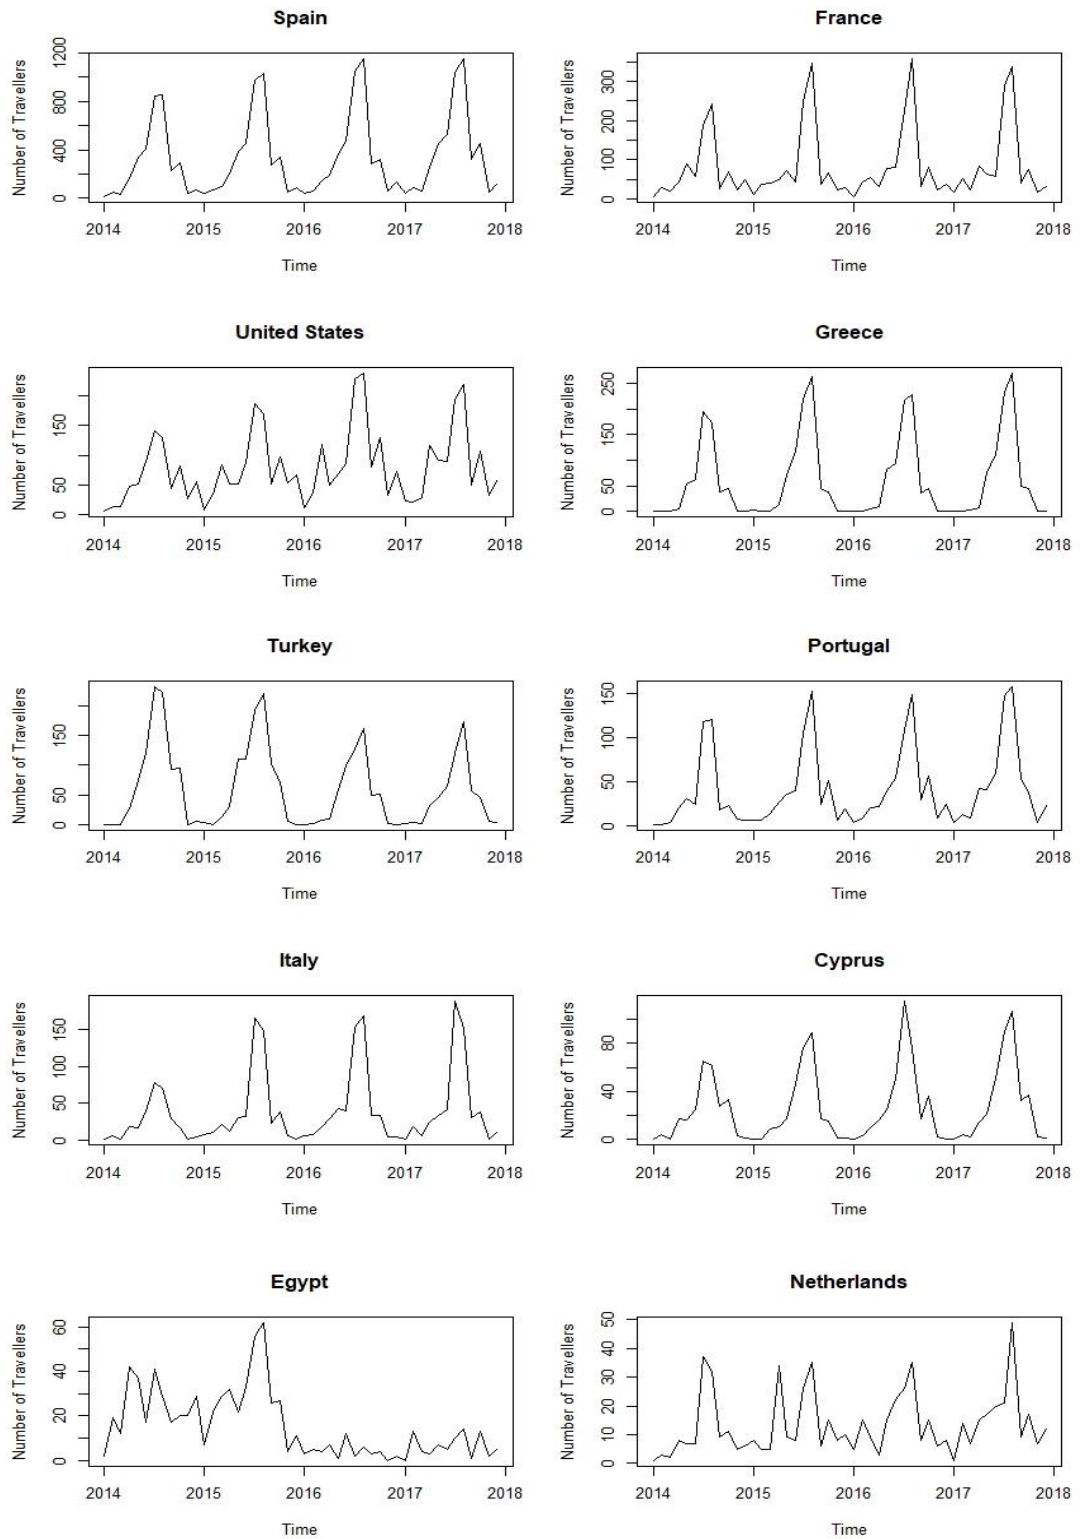 Spain
Number of Travellers
1200
800
400
0
2014 2015 2016 2017 2018
Time
France
Number of Travellers
300
200
100
0
2014 2015 2016 2017 2018
Time
United States
Number of Travellers
150
50
0
2014 2015 2016 2017 2018
Time
Greece
Number of Travellers
250
150
50
0
2014 2015 2016 2017 2018
Time
Turkey
Number of Travellers
150
50
0
2014 2015 2016 2017 2018
Time
Portugal
Number of Travellers
150
100
50
0
2014 2015 2016 2017 2018
Time
Italy
Number of Travellers
150
100
50
0
2014 2015 2016 2017 2018
Time
Cyprus
Number of Travellers
80
40
0
2014 2015 2016 2017 2018
Time
Egypt
Number of Travellers
60
40
20
0
2014 2015 2016 2017 2018
Time
Netherlands
Number of Travellers
50
40
30
20
10
0
2014 2015 2016 2017 2018
Time